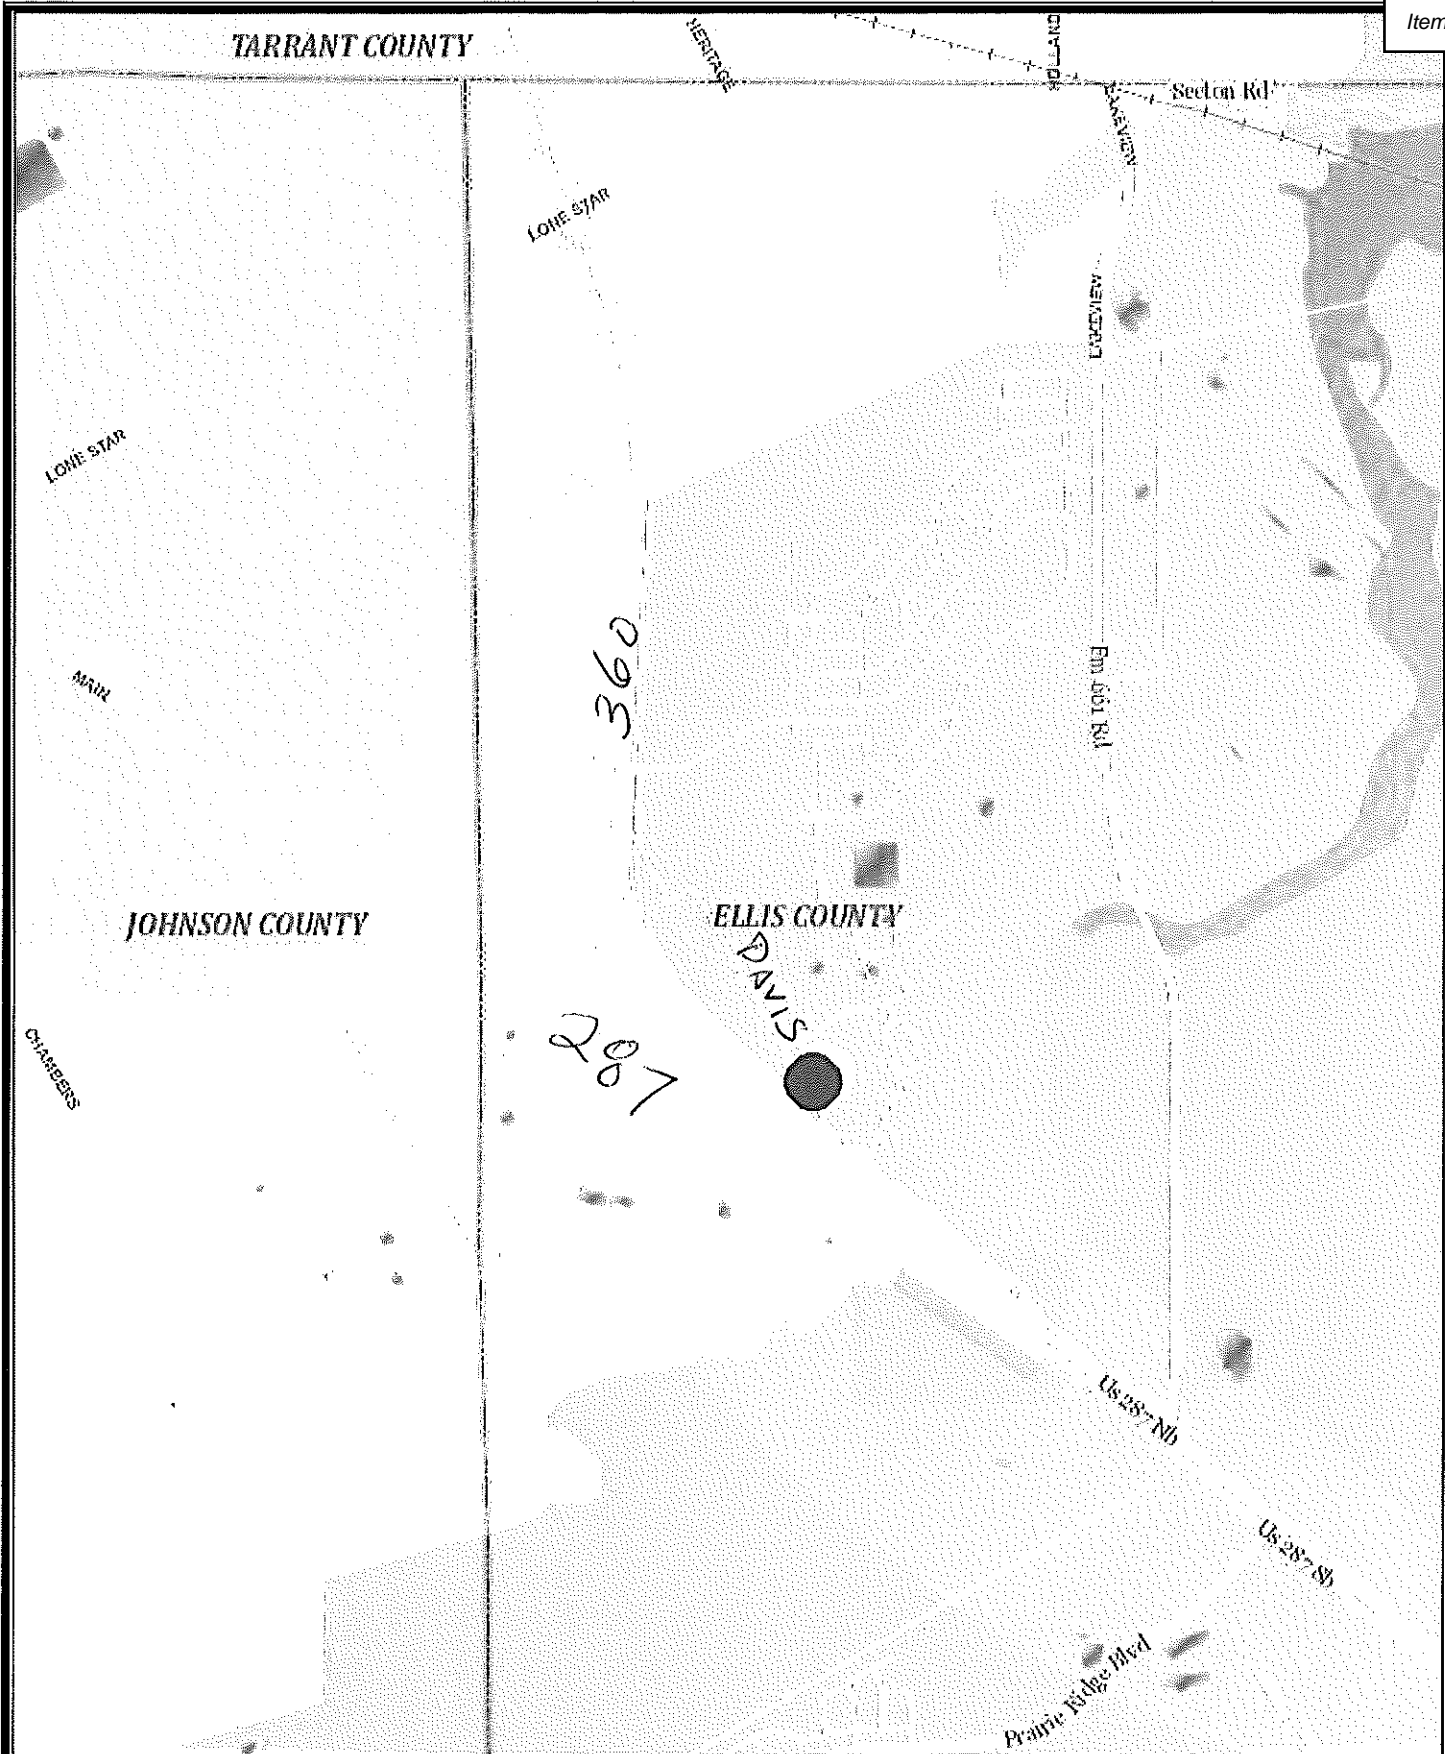 Item
TARRANT COUNTY
HERITAGE
HOLLAND
Seeton Rd
LAKEVIEW
LONE STAR
LAKEVIEW
LONE STAR
360
MAIN
Fm 661 Rd
JOHNSON COUNTY
ELLIS COUNTY
DAVIS
287
CHAMBERS
Us 287 Nb
Us 287 Sb
Prairie Ridge Blvd